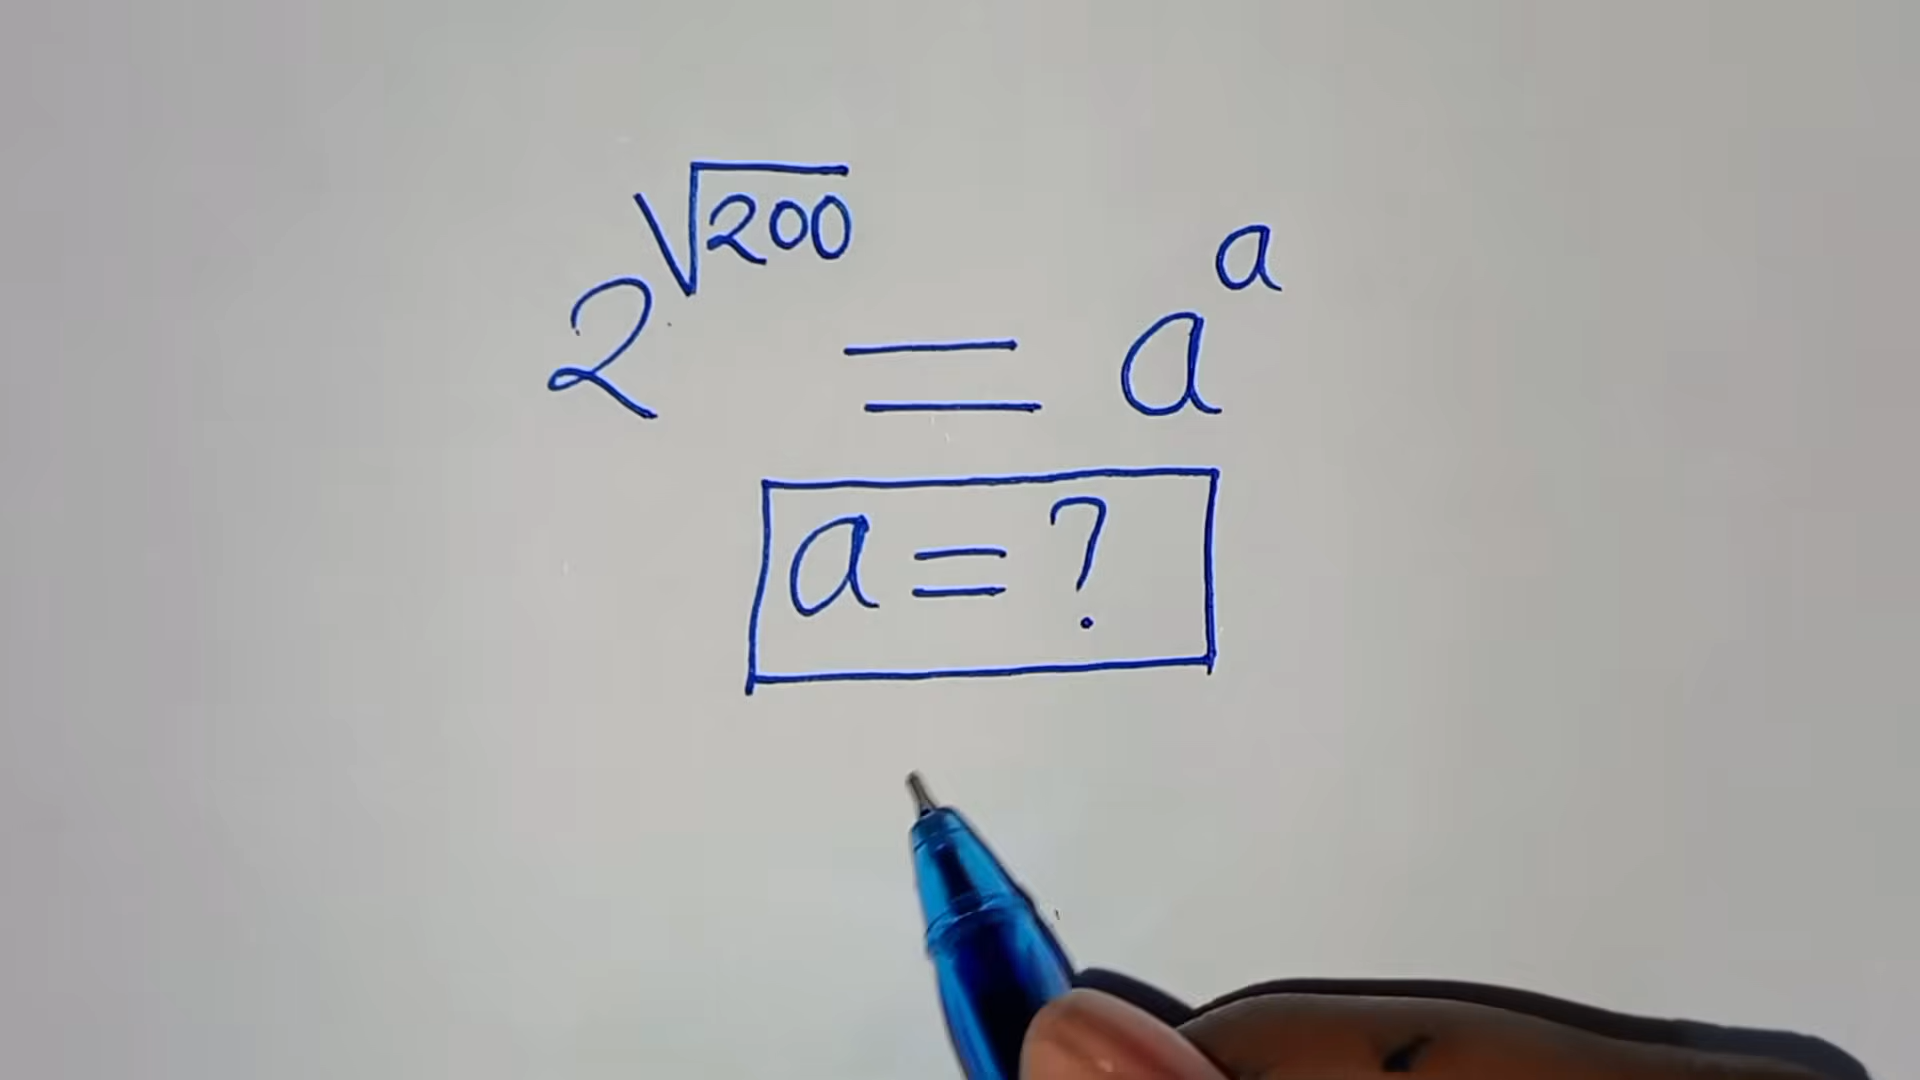 2^√200 = a^a
a = ?